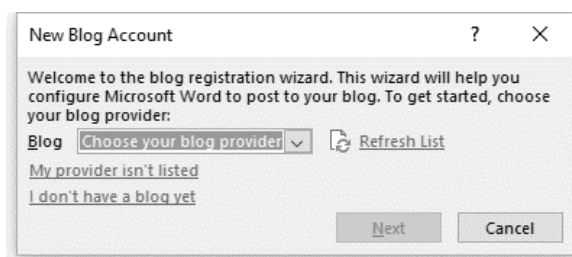 New Blog Account ? ×
Welcome to the blog registration wizard. This wizard will help you
configure Microsoft Word to post to your blog. To get started, choose
your blog provider:
Blog Choose your blog provider Refresh List
My provider isn't listed
I don't have a blog yet
Next Cancel